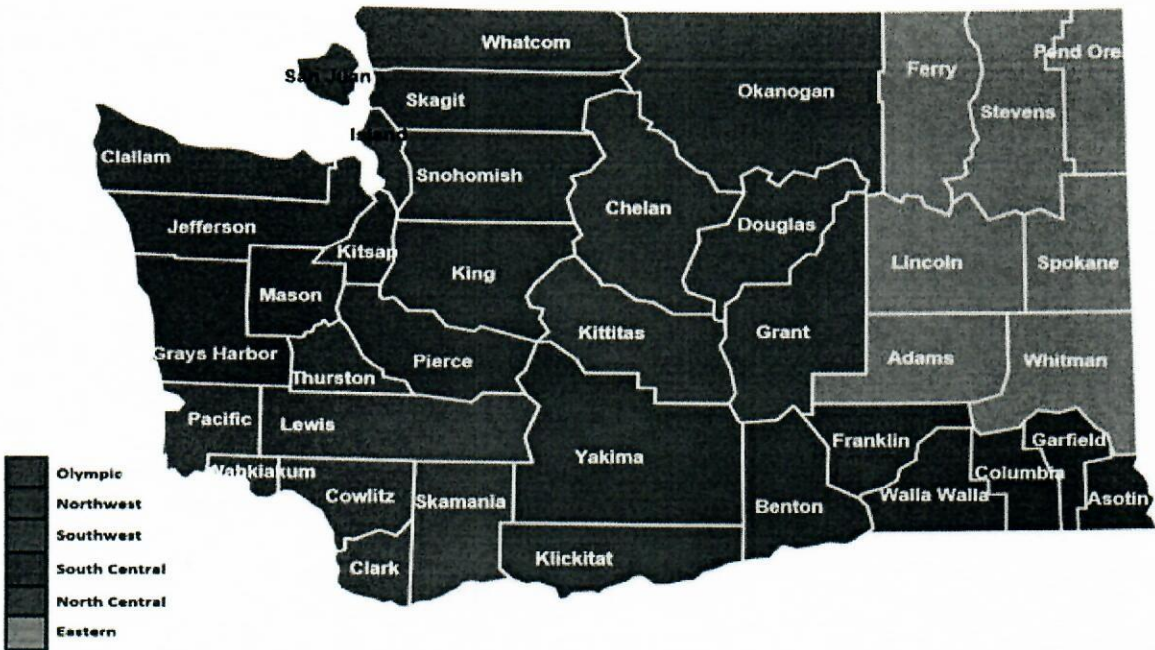 Whatcom
San Juan
Pend Ore
Ferry
Okanogan
Skagit
Stevens
Island
Clallam
Snohomish
Chelan
Douglas
Jefferson
Kitsap
King
Lincoln
Spokane
Mason
Kittitas
Grant
Grays Harbor
Pierce
Adams
Whitman
Thurston
Pacific
Lewis
Franklin
Garfield
Yakima
Wahkiakum
Columbia
Cowlitz
Skamania
Walla Walla
Asotin
Benton
Klickitat
Clark
Olympic
Northwest
Southwest
South Central
North Central
Eastern